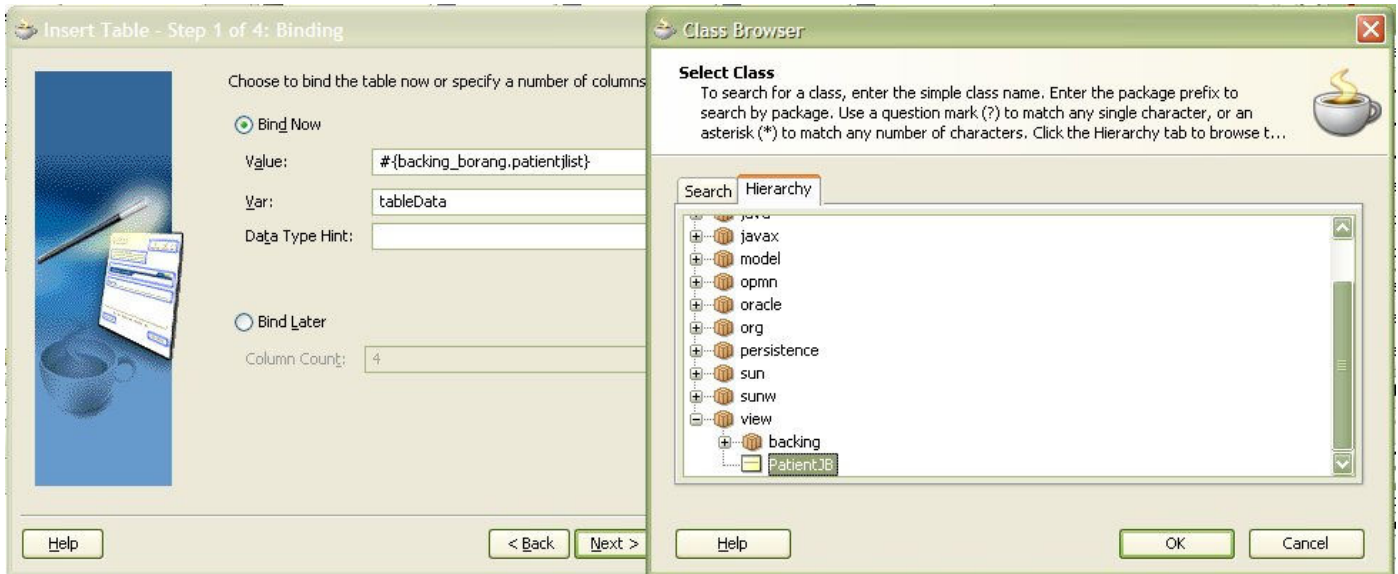 Insert Table - Step 1 of 4: Binding
Choose to bind the table now or specify a number of columns
Bind Now
Value:
#{backing_borang.patientjlist}
Var:
tableData
Data Type Hint:
Bind Later
Column Count:
4
Help
< Back
Next >
Class Browser
Select Class
To search for a class, enter the simple class name. Enter the package prefix to
search by package. Use a question mark (?) to match any single character, or an
asterisk (*) to match any number of characters. Click the Hierarchy tab to browse t...
Search
Hierarchy
java
javax
model
opmn
oracle
org
persistence
sun
sunw
view
backing
PatientJB
Help
OK
Cancel